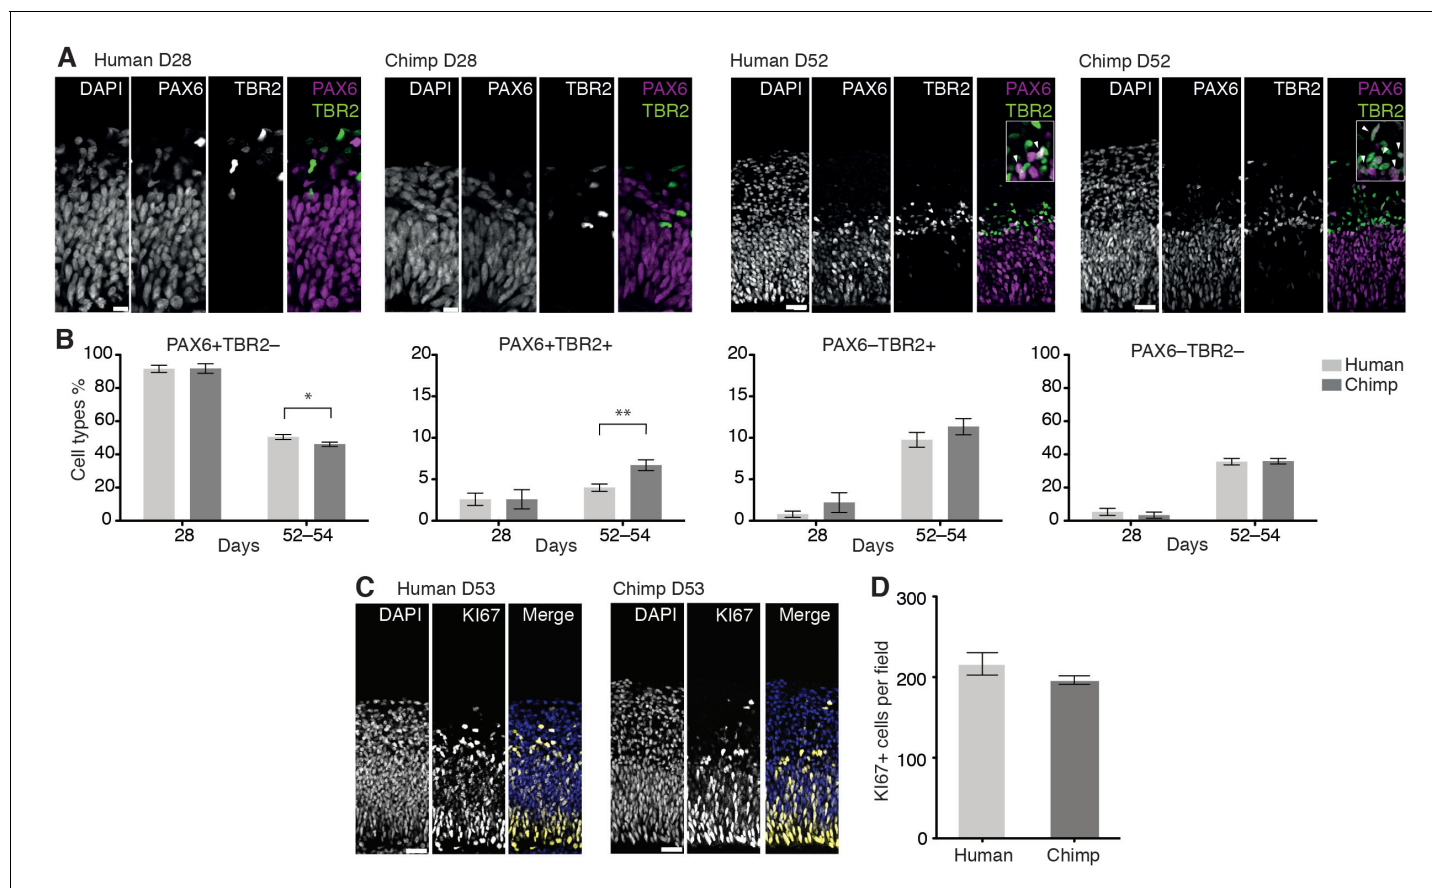 A Human D28 Chimp D28 Human D52 Chimp D52
DAPI PAX6 TBR2 PAX6 DAPI PAX6 TBR2 PAX6 DAPI PAX6 TBR2 PAX6 DAPI PAX6 TBR2 PAX6
TBR2 TBR2 TBR2 TBR2
B PAX6+TBR2– PAX6+TBR2+ PAX6–TBR2+ PAX6–TBR2–
Cell types %
100
80
60
40
20
0
*
28 52–54
Days
20
15
10
5
0
**
28 52–54
Days
20
15
10
5
0
28 52–54
Days
100
80
60
40
20
0
28 52–54
Days
Human
Chimp
C Human D53 Chimp D53
DAPI KI67 Merge DAPI KI67 Merge
D
KI67+ cells per field
300
200
100
0
Human Chimp